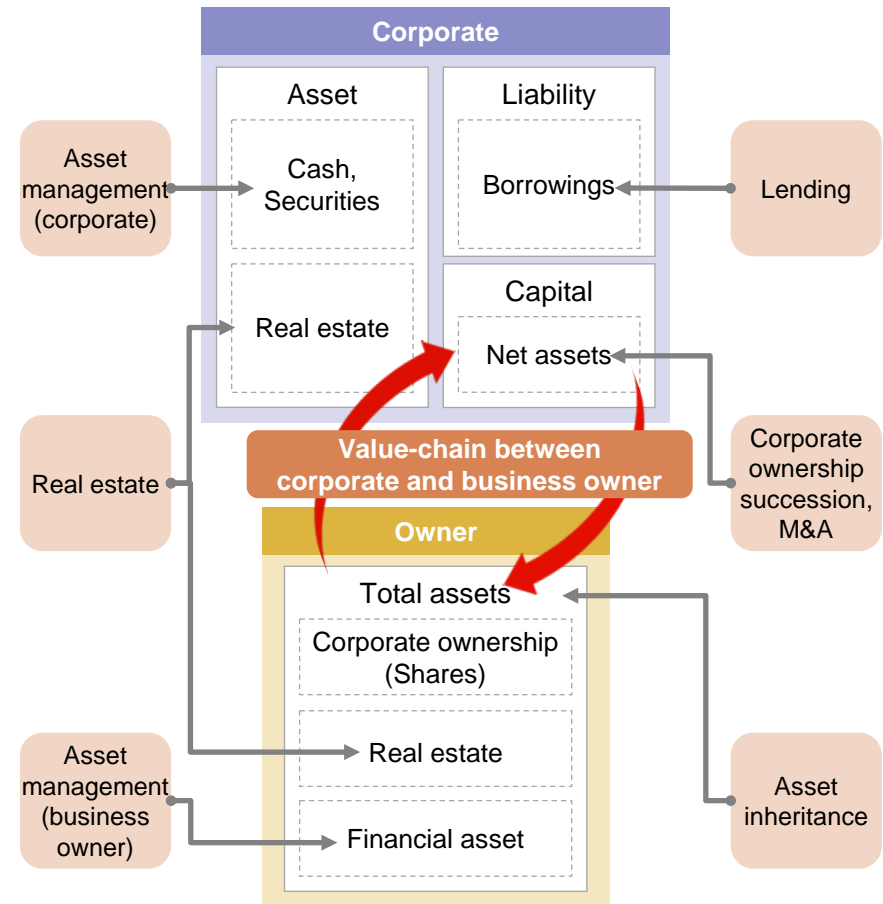 Corporate
Asset
Cash,
Securities
Real estate
Liability
Borrowings
Capital
Net assets
Asset
management
(corporate)
Lending
Real estate
Corporate
ownership
succession,
M&A
Value-chain between
corporate and business owner
Owner
Total assets
Corporate ownership
(Shares)
Real estate
Financial asset
Asset
management
(business
owner)
Asset
inheritance